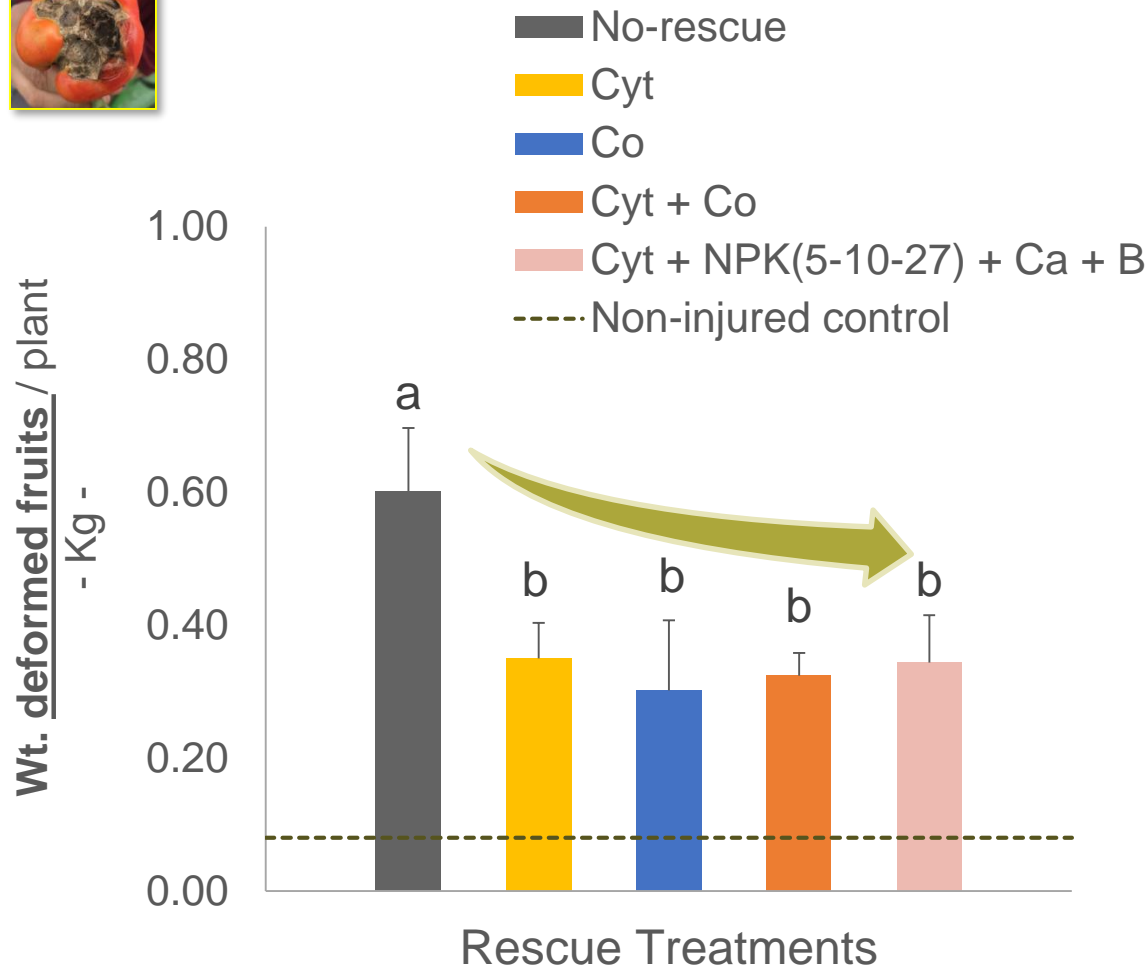 No-rescue
Cyt
Co
Cyt + Co
Cyt + NPK(5-10-27) + Ca + B
Non-injured control
Wt. deformed fruits / plant
- Kg -
1.00
0.80
0.60
0.40
0.20
0.00
a
b
b
b
b
Rescue Treatments